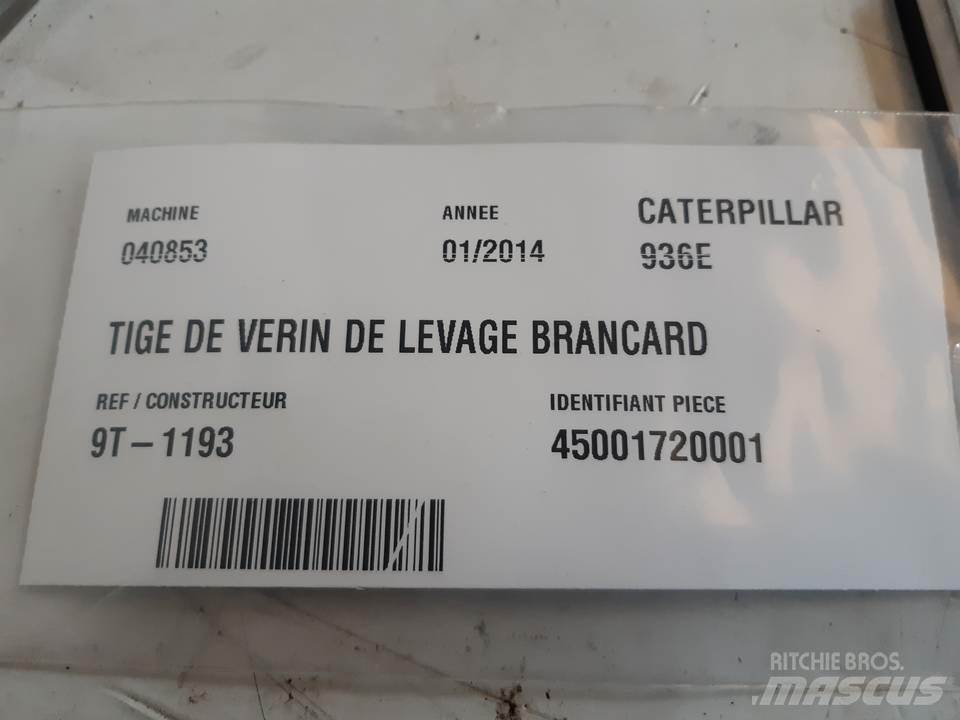 MACHINE
ANNEE
CATERPILLAR
040853
01/2014
936E
TIGE DE VERIN DE LEVAGE BRANCARD
REF / CONSTRUCTEUR
IDENTIFIANT PIECE
9T-1193
45001720001
RITCHIE BROS.
MASCUS